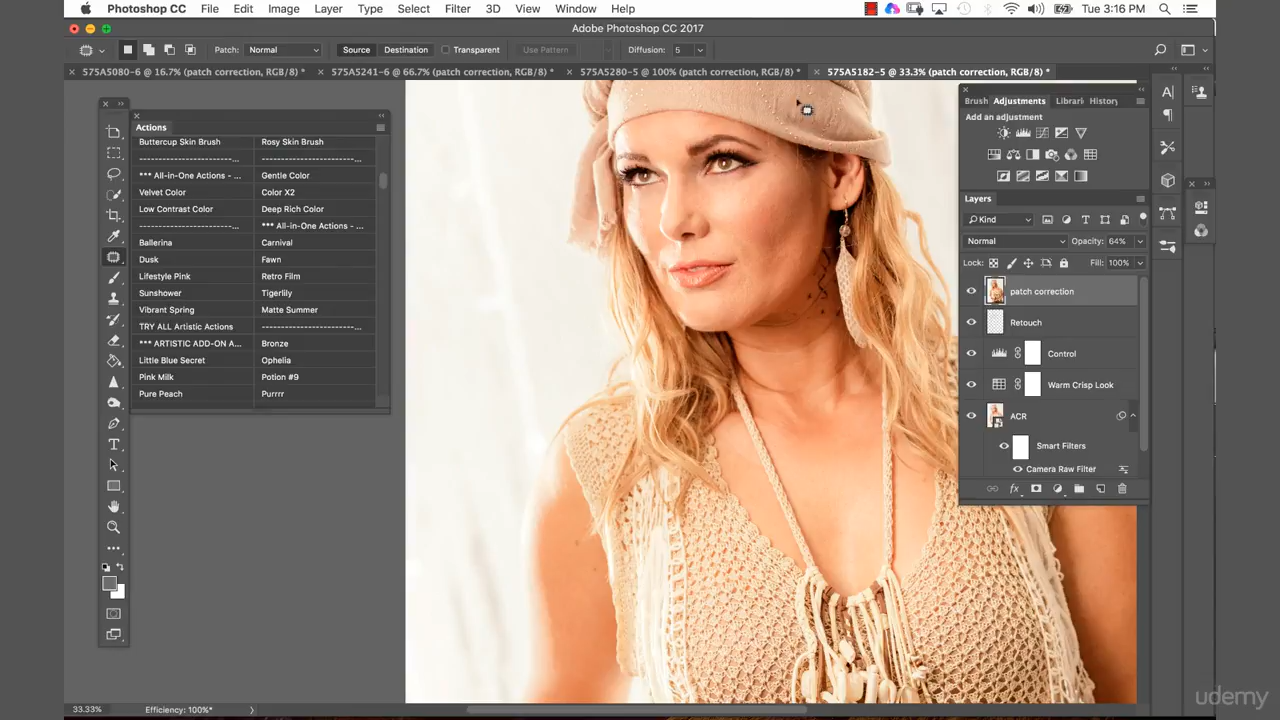 Photoshop CC File Edit Image Layer Type Select Filter 3D View Window Help Tue 3:16 PM
Adobe Photoshop CC 2017
Patch: Normal Source Destination Transparent Use Pattern Diffusion: 5
575A5080-6 @ 16.7% (patch correction, RGB/8) * 575A5241-6 @ 66.7% (patch correction, RGB/8) * 575A5280-5 @ 100% (patch correction, RGB/8) * 575A5182-5 @ 33.3% (patch correction, RGB/8) *
Actions
Buttercup Skin Brush Rosy Skin Brush
-----------------------... -----------------------...
*** All-in-One Actions - ... Gentle Color
Velvet Color Color X2
Low Contrast Color Deep Rich Color
-----------------------... *** All-in-One Actions - ...
Ballerina Carnival
Dusk Fawn
Lifestyle Pink Retro Film
Sunshower Tigerlily
Vibrant Spring Matte Summer
TRY ALL Artistic Actions -----------------------...
*** ARTISTIC ADD-ON A... Bronze
Little Blue Secret Ophelia
Pink Milk Potion #9
Pure Peach Purrrr
Brush Adjustments Librari History
Add an adjustment
Layers
Kind
Normal Opacity: 64%
Lock: Fill: 100%
patch correction
Retouch
Control
Warm Crisp Look
ACR
Smart Filters
Camera Raw Filter
33.33% Efficiency: 100%*
udemy